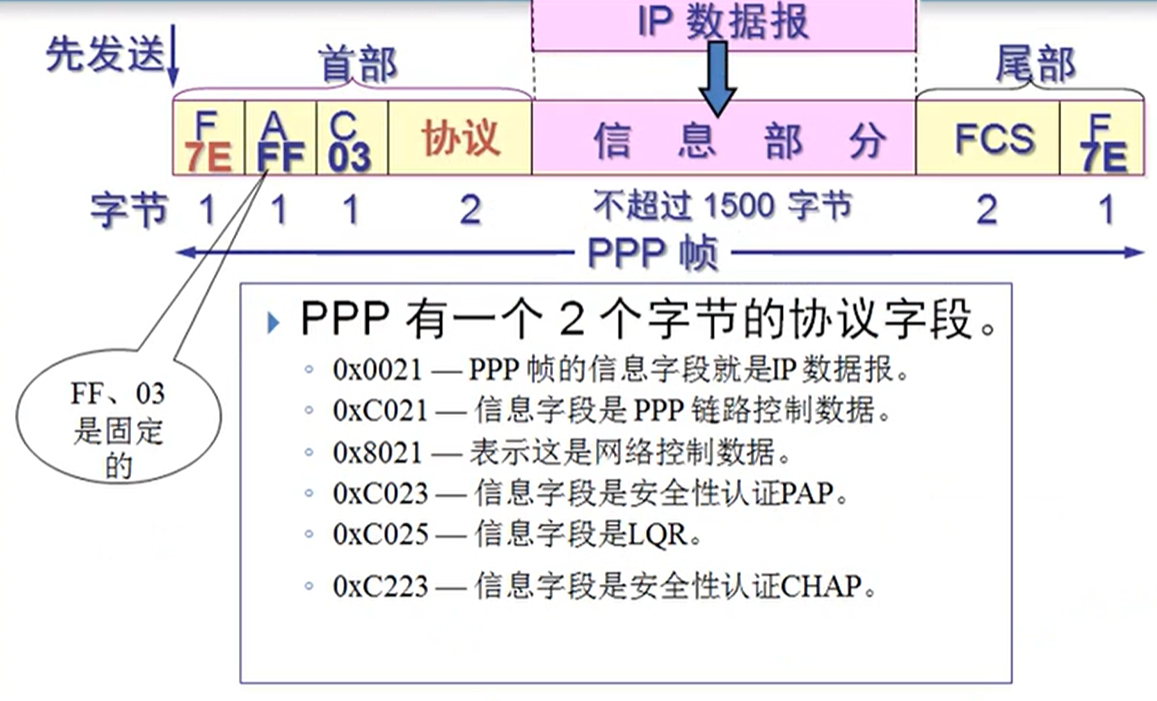 IP 数据报
先发送
首部
尾部
F
7E
A
FF
C
03
协议
信 息 部 分
FCS
F
7E
字节 1 1 1 2 不超过 1500 字节 2 1
PPP 帧
FF、03
是固定
的
PPP 有一个 2 个字节的协议字段。
0x0021 — PPP 帧的信息字段就是IP 数据报。
0xC021 — 信息字段是 PPP 链路控制数据。
0x8021 — 表示这是网络控制数据。
0xC023 — 信息字段是安全性认证PAP。
0xC025 — 信息字段是LQR。
0xC223 — 信息字段是安全性认证CHAP。